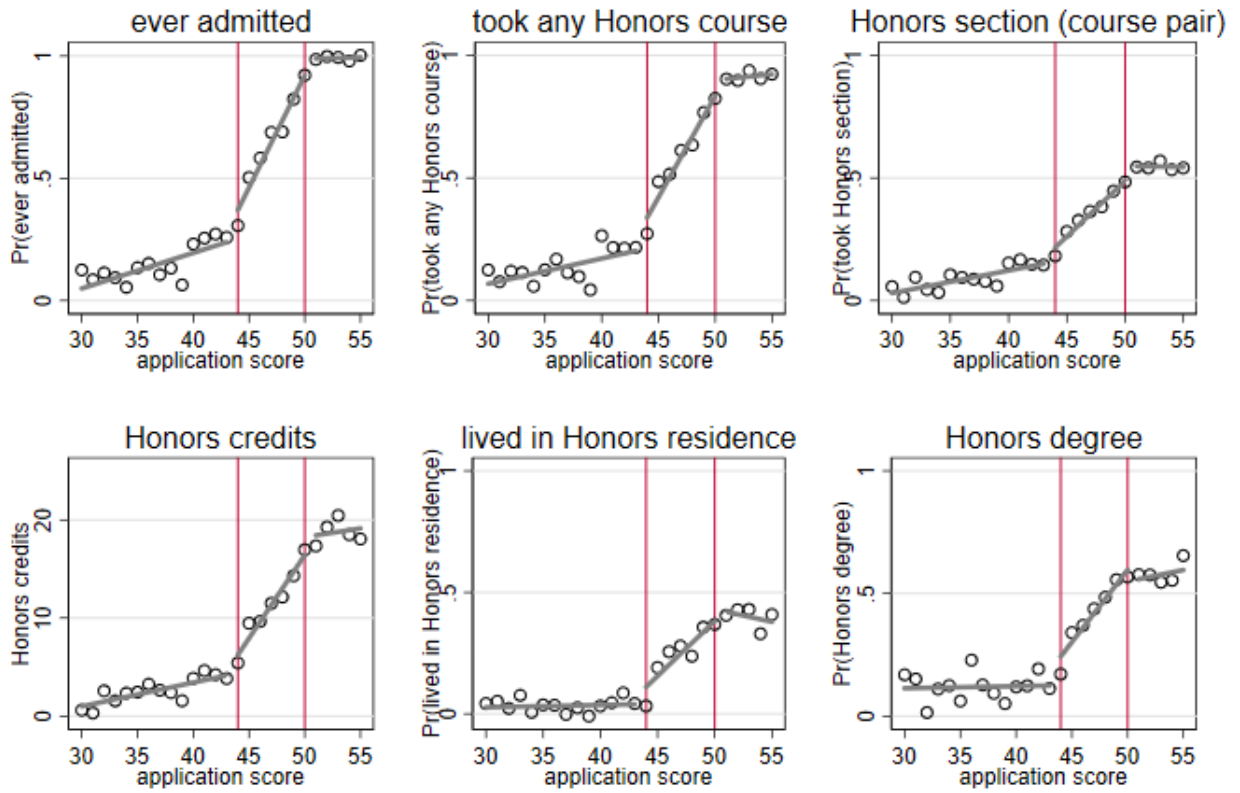 ever admitted
Pr(ever admitted)
1
.5
0
30 35 40 45 50 55
application score
took any Honors course
Pr(took any Honors course)
1
.5
0
30 35 40 45 50 55
application score
Honors section (course pair)
Pr(took Honors section)
1
.5
0
30 35 40 45 50 55
application score
Honors credits
Honors credits
20
10
0
30 35 40 45 50 55
application score
lived in Honors residence
Pr(lived in Honors residence)
1
.5
0
30 35 40 45 50 55
application score
Honors degree
Pr(Honors degree)
1
.5
0
30 35 40 45 50 55
application score